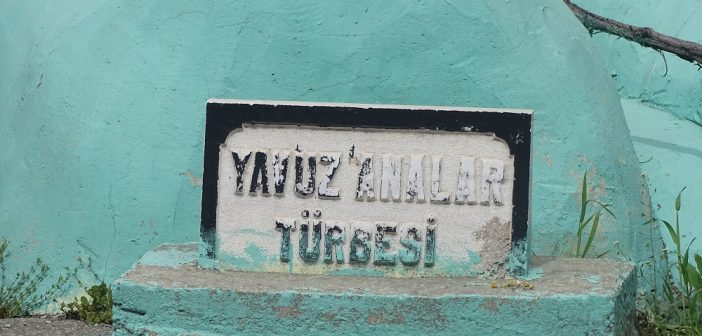 YAVUZ ANALAR
TÜRBESİ